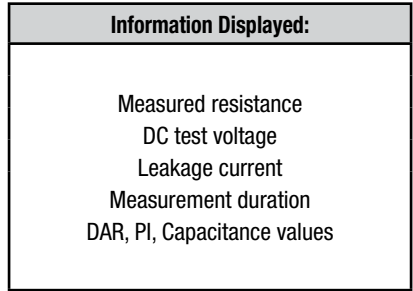 Information Displayed:
Measured resistance
DC test voltage
Leakage current
Measurement duration
DAR, PI, Capacitance values